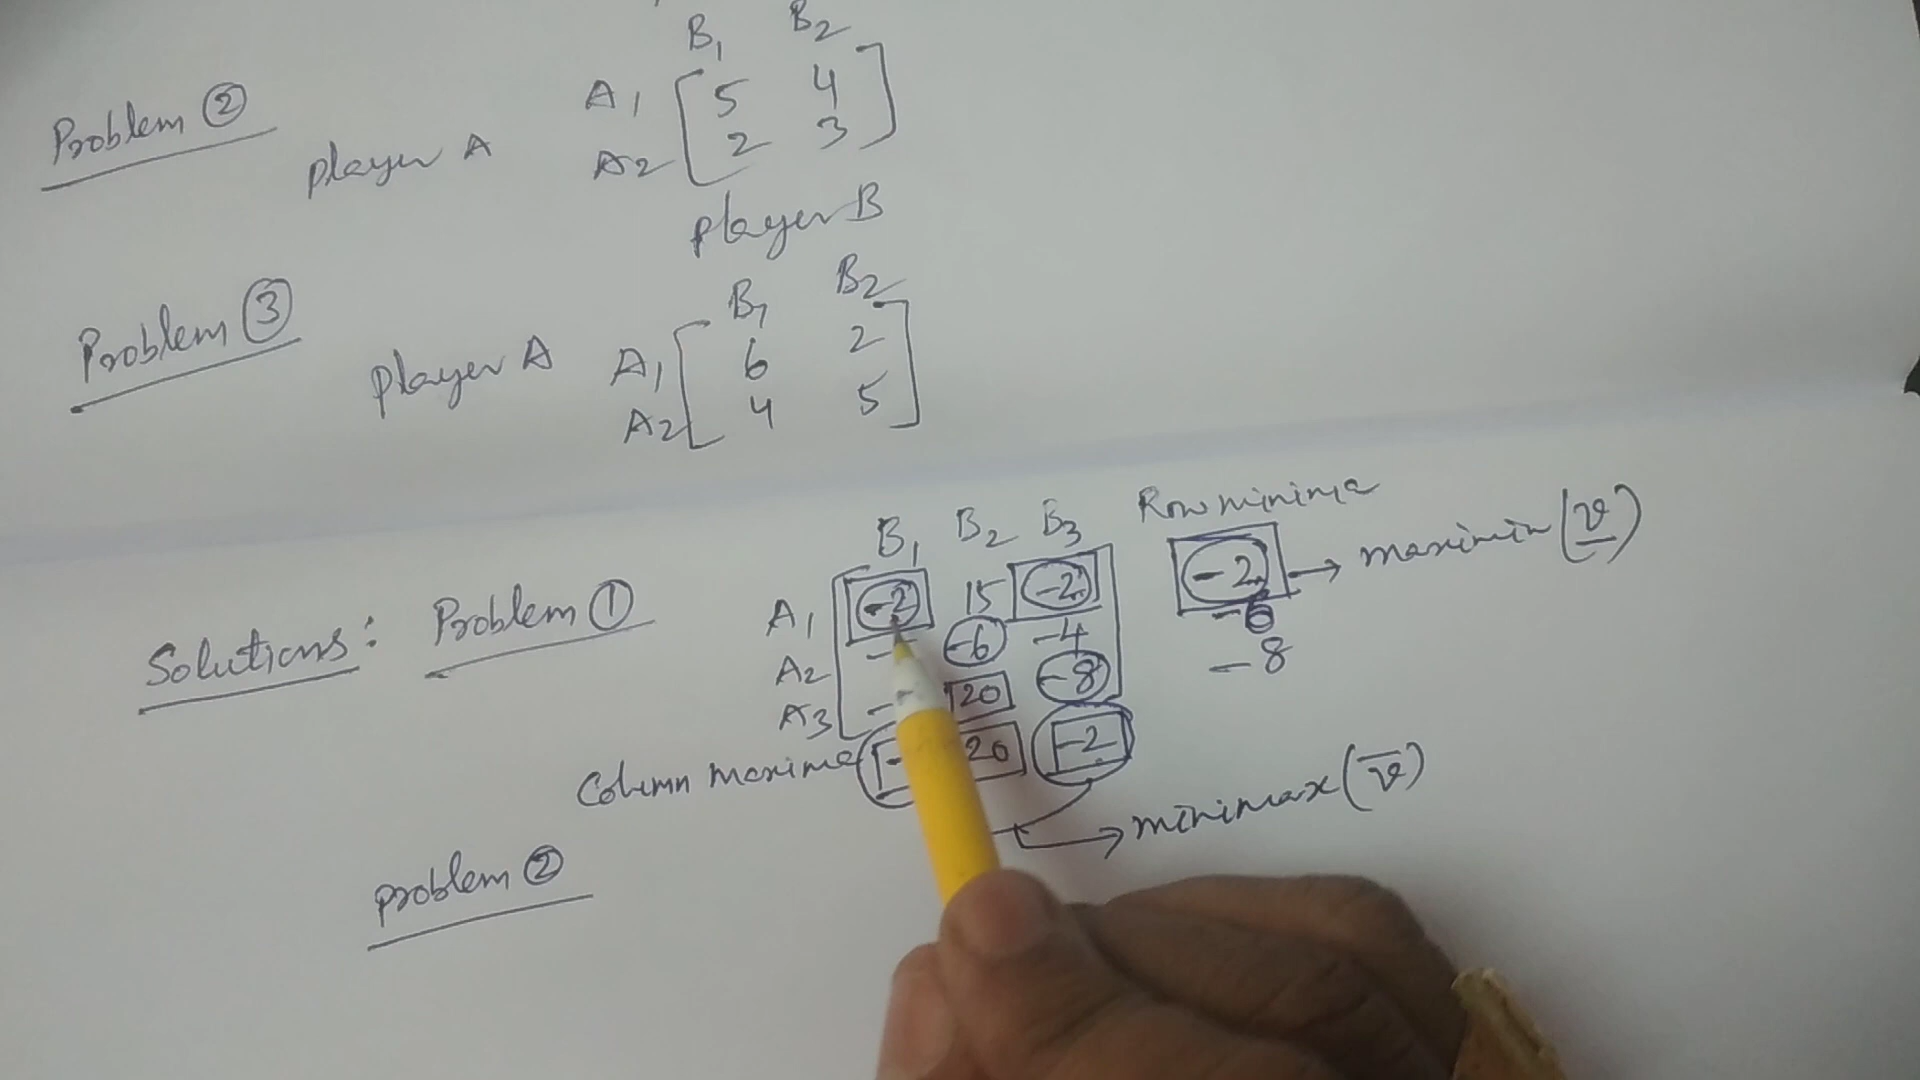 B1 B2
Problem ② Player A A1 [ 5 4 ]
A2 [ 2 3 ]
Player B
B1 B2
Problem ③ Player A A1 [ 6 2 ]
A2 [ 4 5 ]
B1 B2 B3 Row minima
Solutions: Problem ① A1 -2 15 -2 -2 → maximin (v)
A2 - -6 -4 -6
A3 - 20 -8 -8
Column maxima - 20 -2
→ minimax (v̅)
Problem ②